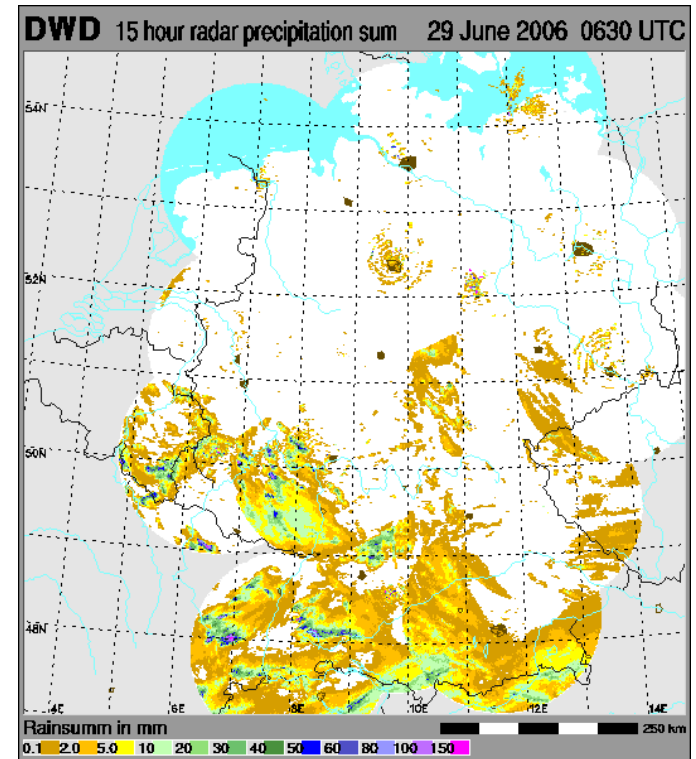 DWD 15 hour radar precipitation sum 29 June 2006 0630 UTC
54N
52N
50N
48N
4E 6E 8E 10E 12E 14E
Rainsumm in mm 250 km
0.1 2.0 5.0 10 20 30 40 50 60 80 100 150